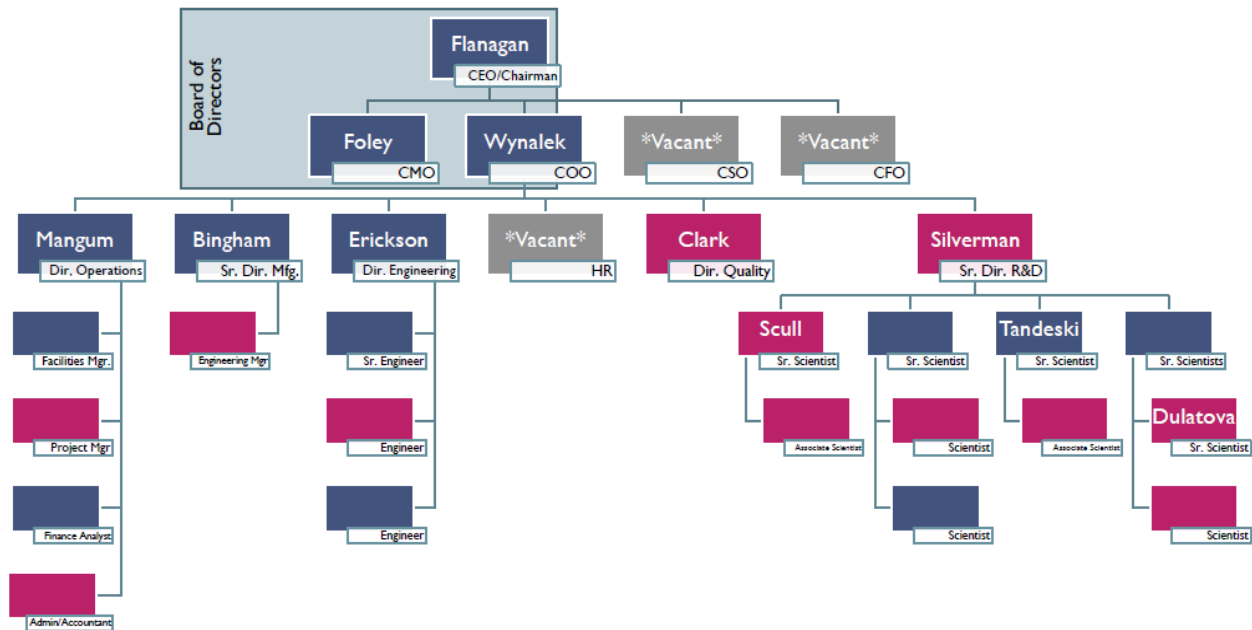 Board of
Directors
Flanagan
CEO/Chairman
Foley
CMO
Wynalek
COO
*Vacant*
CSO
*Vacant*
CFO
Mangum
Dir. Operations
Bingham
Sr. Dir. Mfg.
Erickson
Dir. Engineering
*Vacant*
HR
Clark
Dir. Quality
Silverman
Sr. Dir. R&D
Facilities Mgr.
Project Mgr
Finance Analyst
Admin/Accountant
Engineering Mgr
Sr. Engineer
Engineer
Engineer
Scull
Sr. Scientist
Associate Scientist
Sr. Scientist
Scientist
Scientist
Tandeski
Sr. Scientist
Associate Scientist
Sr. Scientists
Dulatova
Sr. Scientist
Scientist